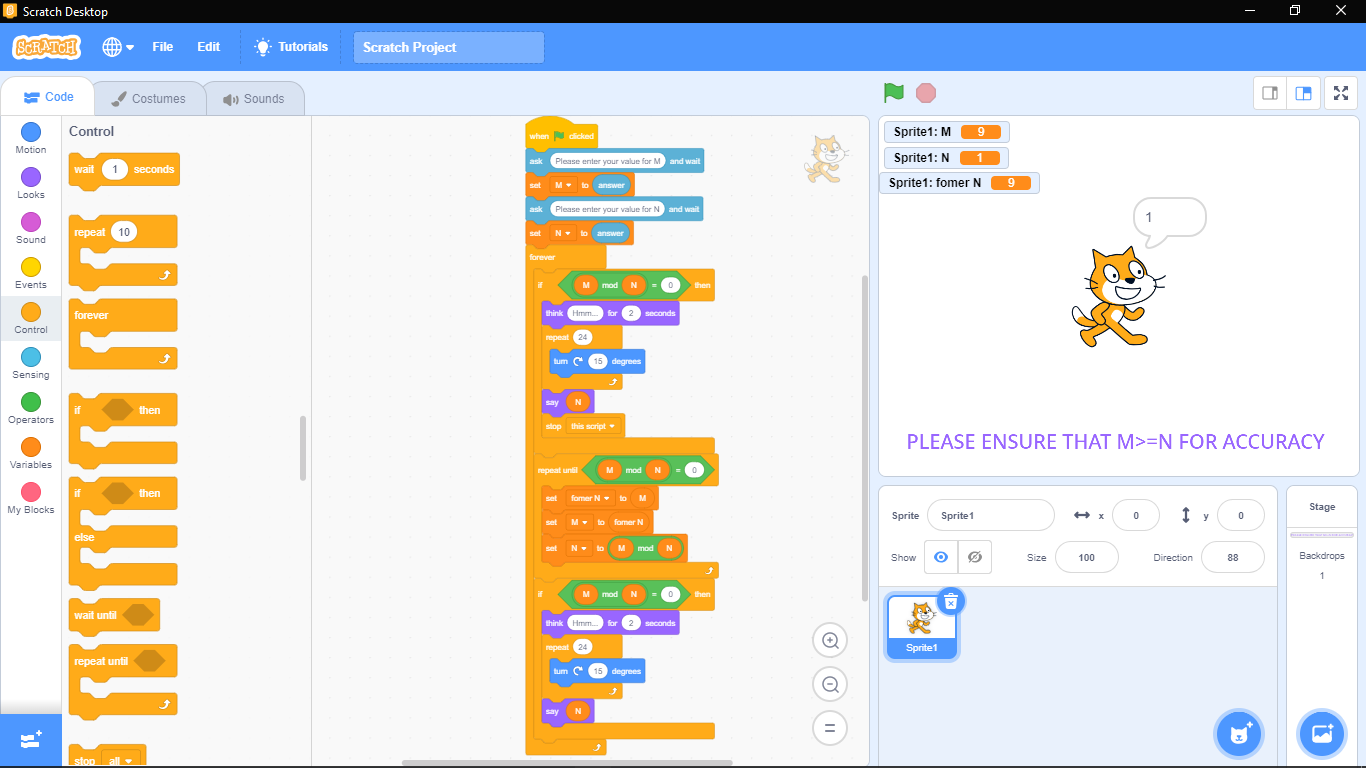 Scratch Desktop
SCRATCH
File
Edit
Tutorials
Scratch Project
Code
Costumes
Sounds
Motion
Looks
Sound
Events
Control
Sensing
Operators
Variables
My Blocks
Control
wait 1 seconds
repeat 10
forever
if then
if then
else
wait until
repeat until
stop all
when clicked
ask Please enter your value for M and wait
set M to answer
ask Please enter your value for N and wait
set N to answer
forever
if M mod N = 0 then
think Hmm... for 2 seconds
repeat 24
turn 15 degrees
say N
stop this script
repeat until M mod N = 0
set fomer N to M
set M to fomer N
set N to M mod N
if M mod N = 0 then
think Hmm... for 2 seconds
repeat 24
turn 15 degrees
say N
Sprite1: M 9
Sprite1: N 1
Sprite1: fomer N 9
1
PLEASE ENSURE THAT M>=N FOR ACCURACY
Sprite Sprite1 x 0 y 0
Show Size 100 Direction 88
Sprite1
Stage
Backdrops
1